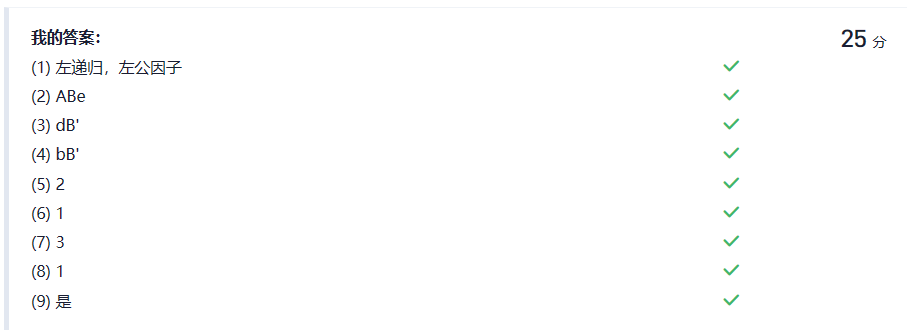 我的答案：
25 分
(1) 左递归，左公因子
(2) ABe
(3) dB'
(4) bB'
(5) 2
(6) 1
(7) 3
(8) 1
(9) 是